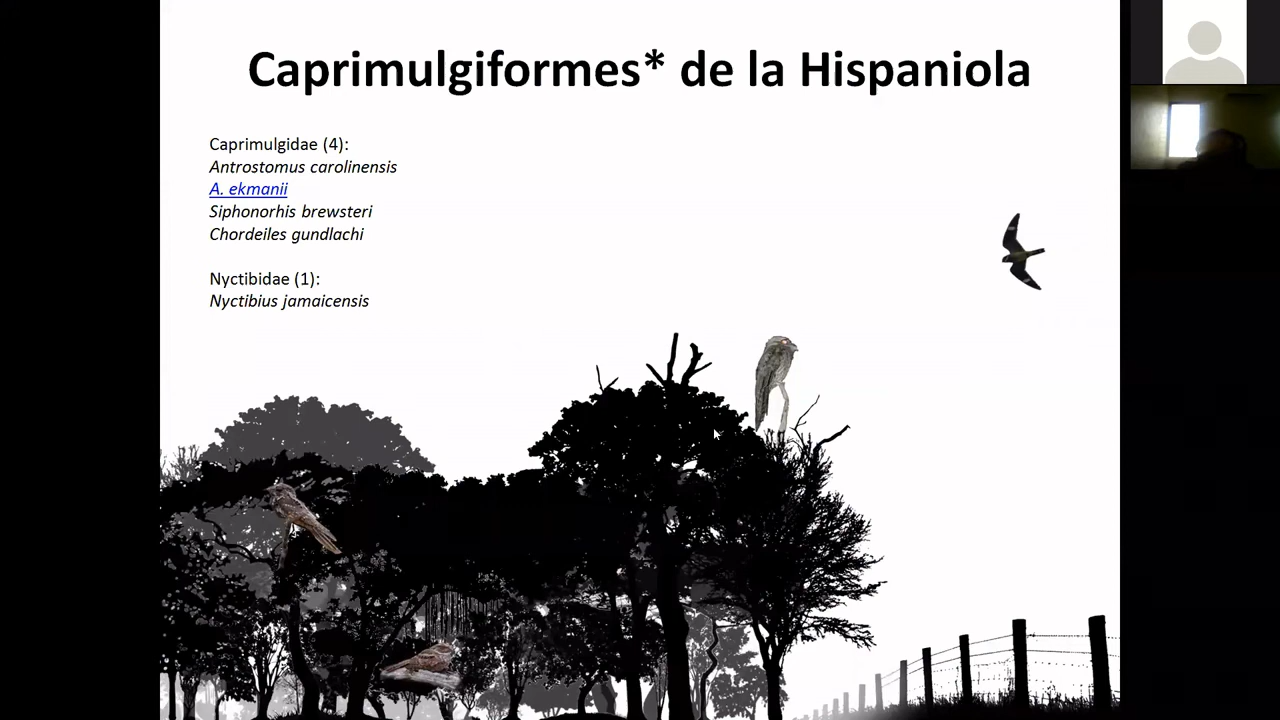 Caprimulgiformes* de la Hispaniola
Caprimulgidae (4):
Antrostomus carolinensis
A. ekmanii
Siphonorhis brewsteri
Chordeiles gundlachi
Nyctibidae (1):
Nyctibius jamaicensis